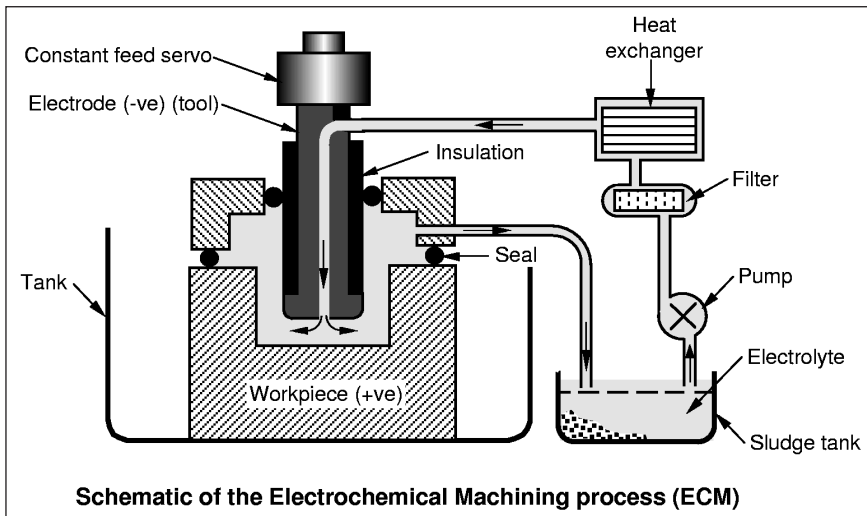 Heat
exchanger
Constant feed servo
Electrode (-ve) (tool)
Insulation
Filter
Seal
Tank
Pump
Electrolyte
Workpiece (+ve)
Sludge tank
Schematic of the Electrochemical Machining process (ECM)